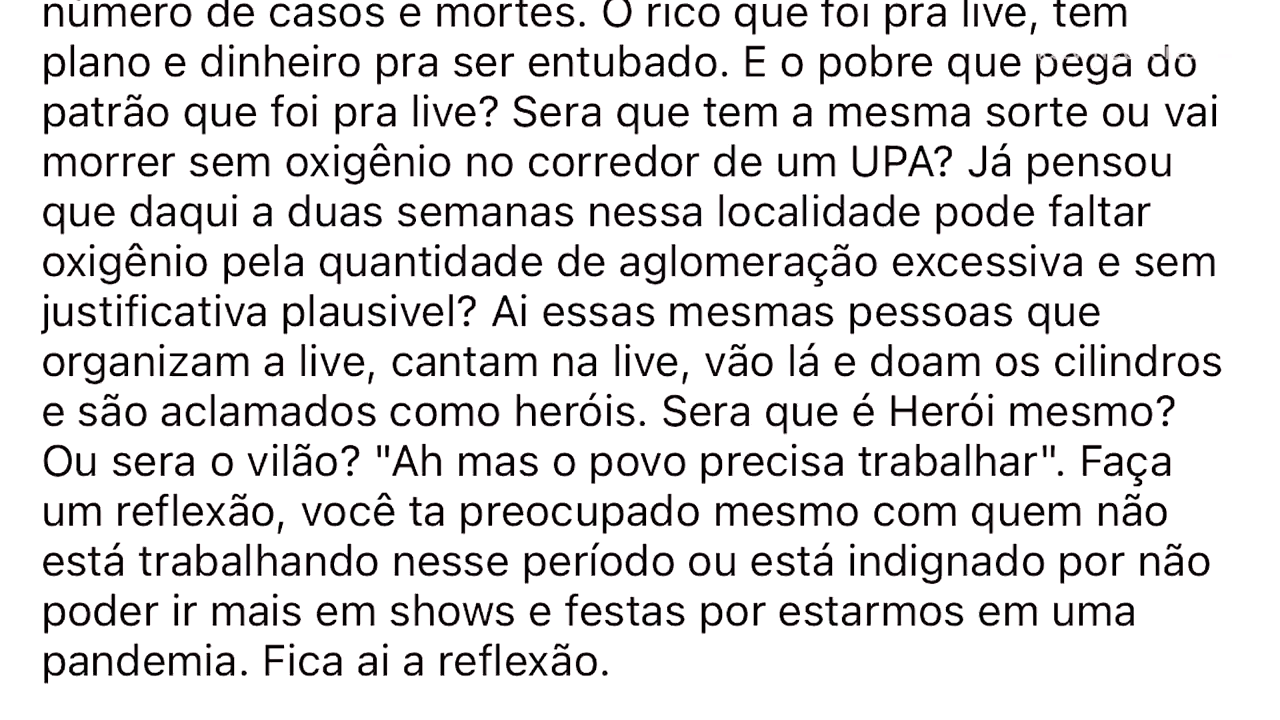 número de casos e mortes. O rico que foi pra live, tem
plano e dinheiro pra ser entubado. E o pobre que pega do
patrão que foi pra live? Sera que tem a mesma sorte ou vai
morrer sem oxigênio no corredor de um UPA? Já pensou
que daqui a duas semanas nessa localidade pode faltar
oxigênio pela quantidade de aglomeração excessiva e sem
justificativa plausivel? Ai essas mesmas pessoas que
organizam a live, cantam na live, vão lá e doam os cilindros
e são aclamados como heróis. Sera que é Herói mesmo?
Ou sera o vilão? "Ah mas o povo precisa trabalhar". Faça
um reflexão, você ta preocupado mesmo com quem não
está trabalhando nesse período ou está indignado por não
poder ir mais em shows e festas por estarmos em uma
pandemia. Fica ai a reflexão.